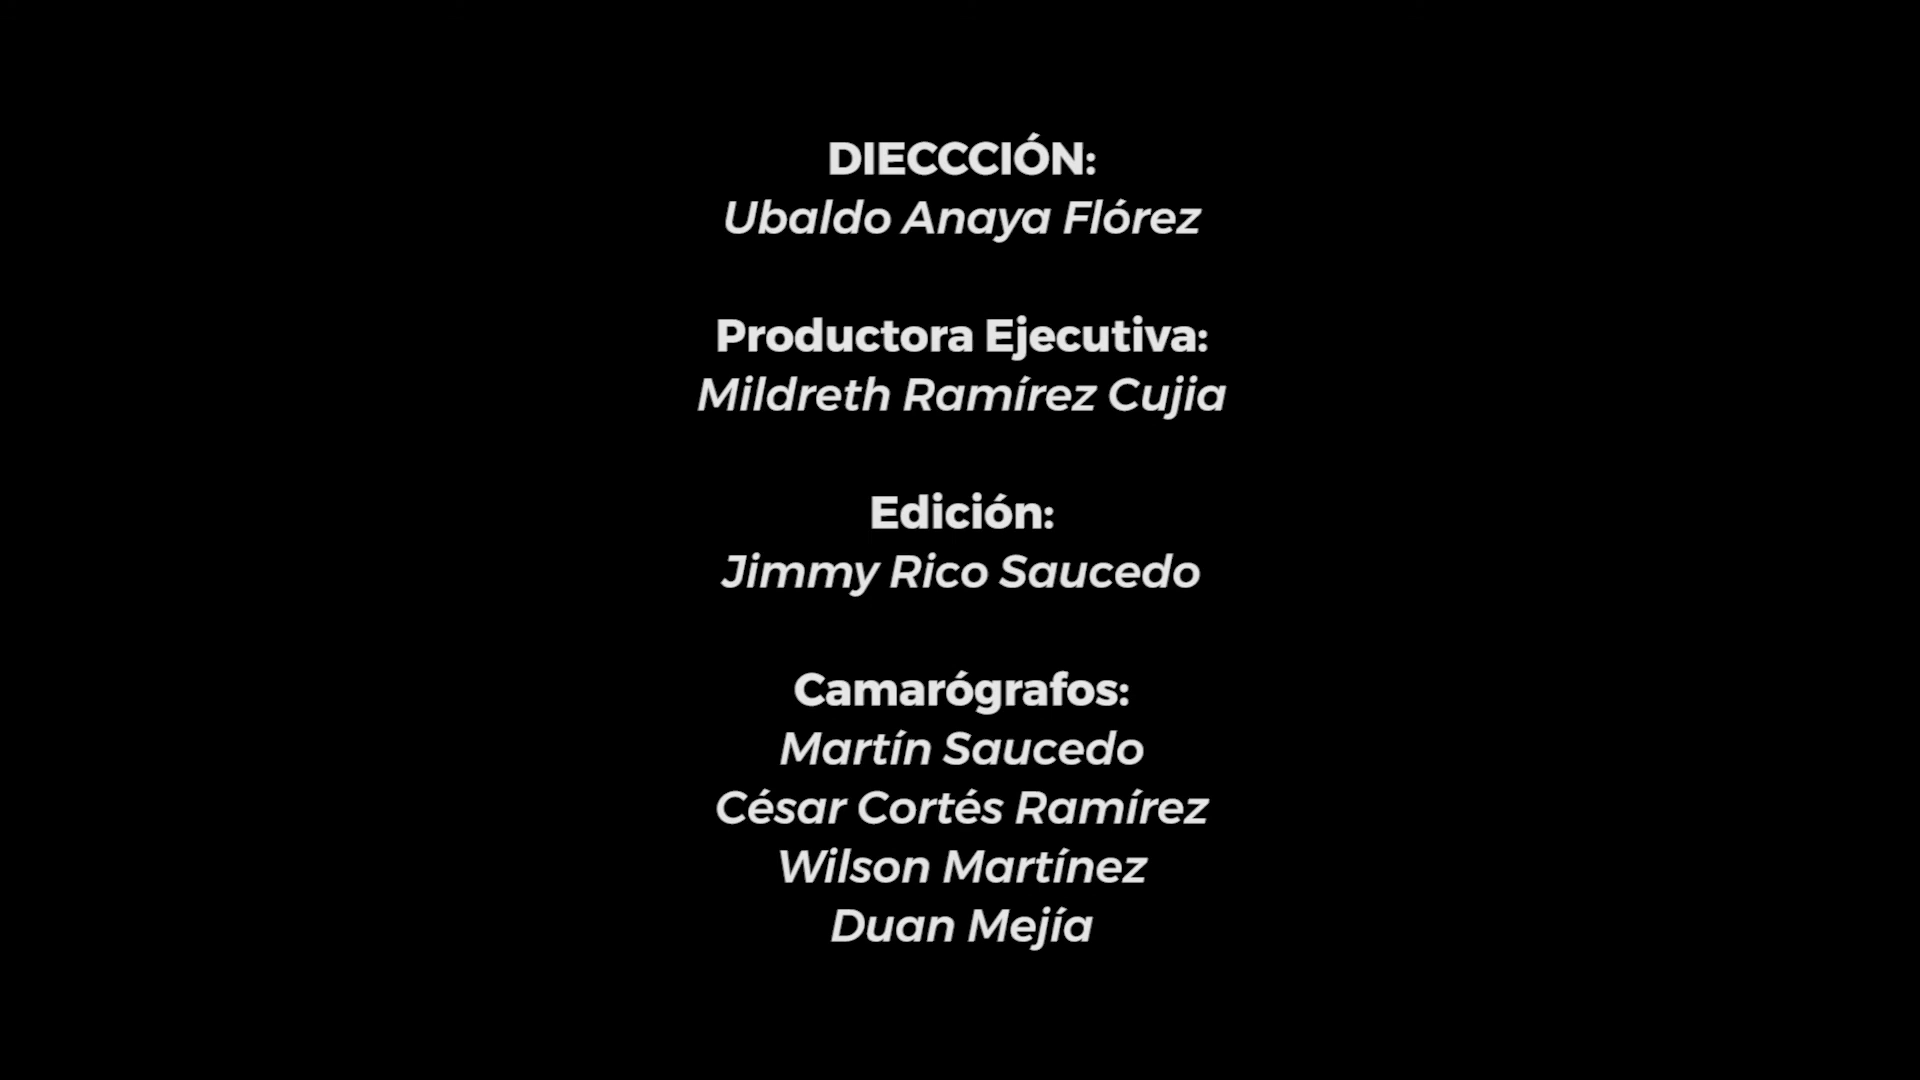 DIECCCIÓN:
Ubaldo Anaya Flórez
Productora Ejecutiva:
Mildreth Ramírez Cujia
Edición:
Jimmy Rico Saucedo
Camarógrafos:
Martín Saucedo
César Cortés Ramírez
Wilson Martínez
Duan Mejía